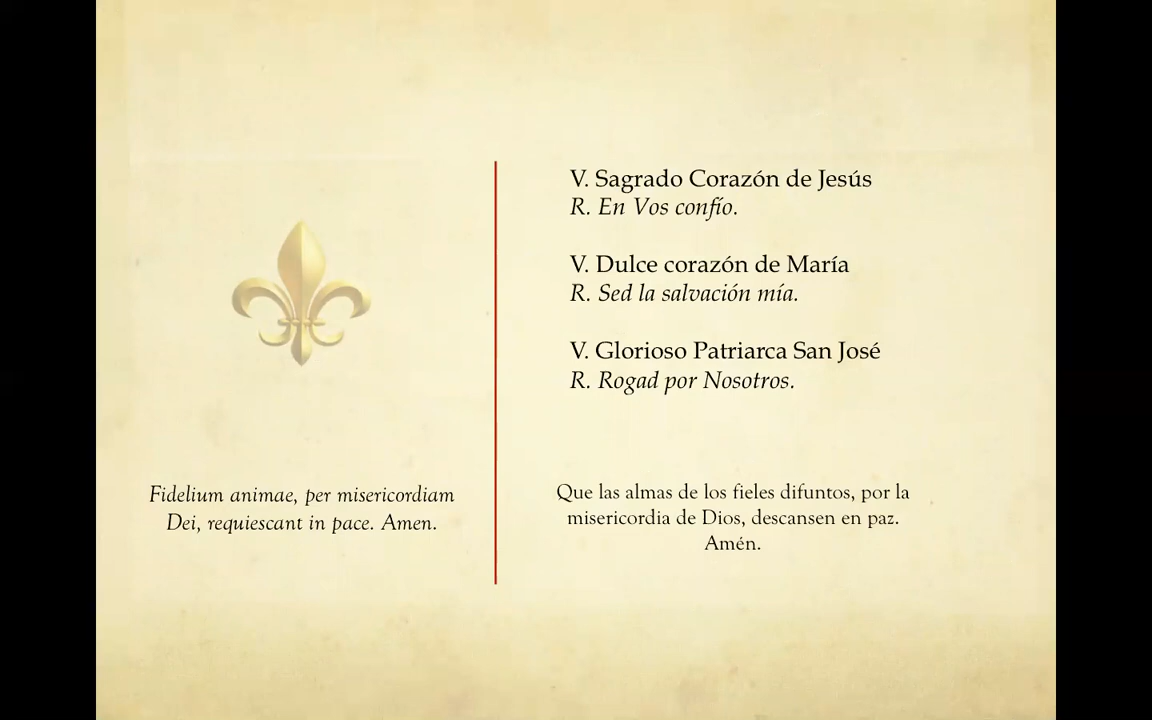 V. Sagrado Corazón de Jesús
R. En Vos confío.
V. Dulce corazón de María
R. Sed la salvación mía.
V. Glorioso Patriarca San José
R. Rogad por Nosotros.
Fidelium animae, per misericordiam
Dei, requiescant in pace. Amen.
Que las almas de los fieles difuntos, por la
misericordia de Dios, descansen en paz.
Amén.